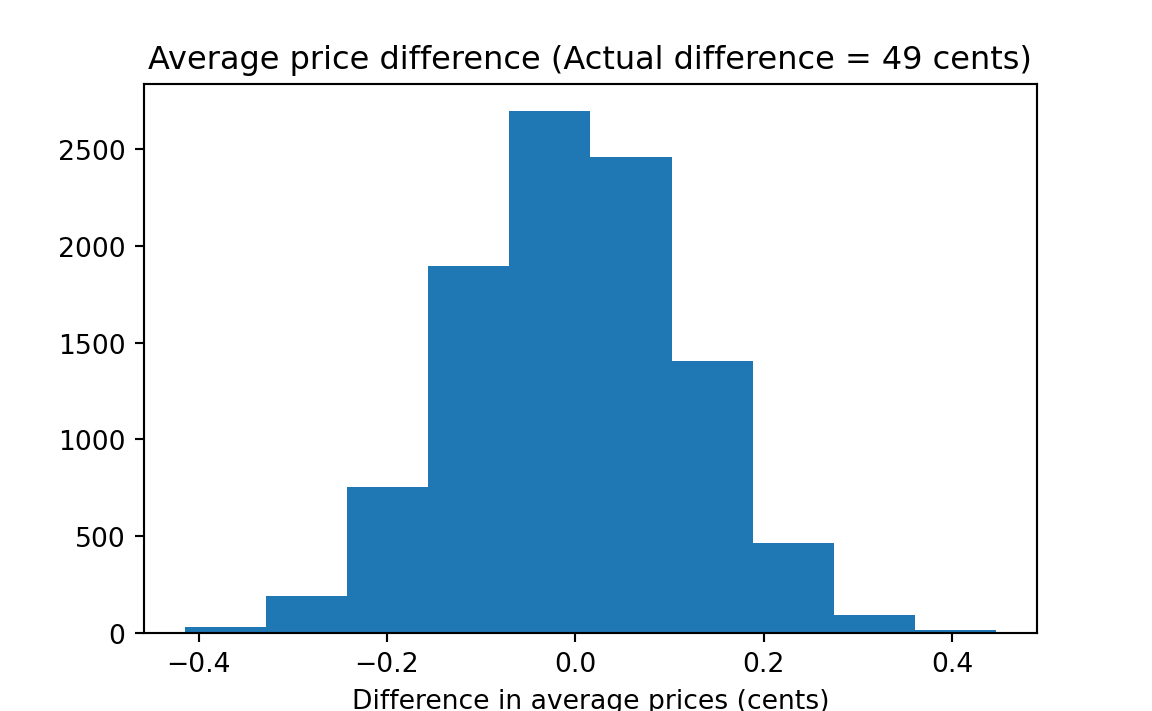 Average price difference (Actual difference = 49 cents)
2500
2000
1500
1000
500
0
−0.4 −0.2 0.0 0.2 0.4
Difference in average prices (cents)